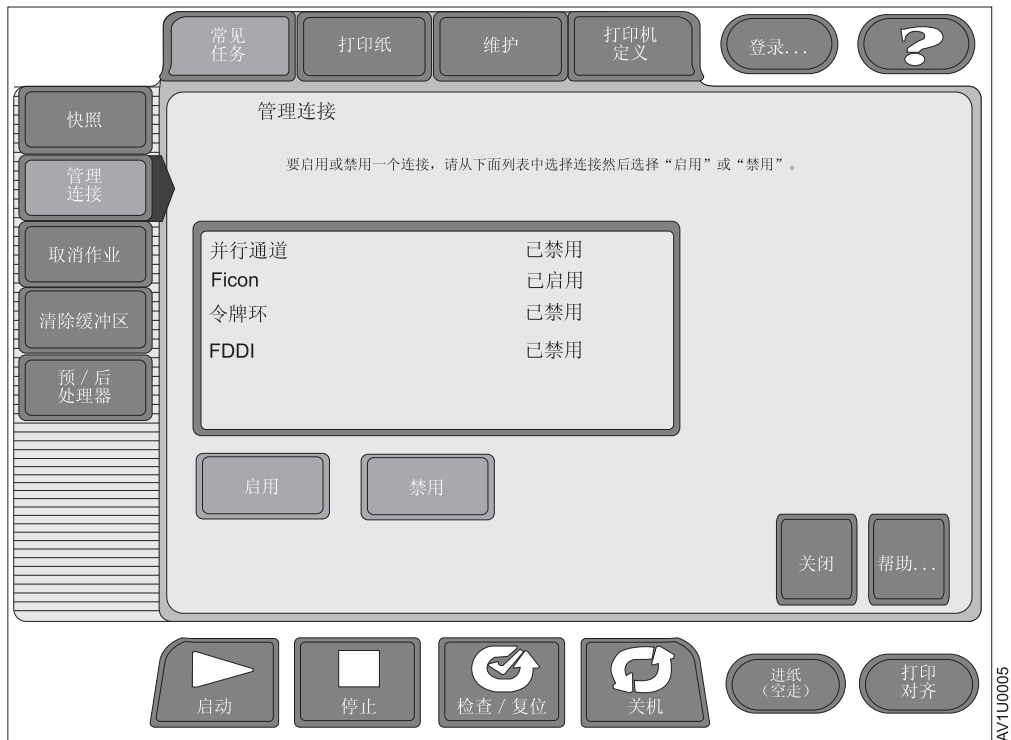 常见
任务
打印纸
维护
打印机
定义
登录...
?
快照
管理
连接
取消作业
清除缓冲区
预 / 后
处理器
管理连接
要启用或禁用一个连接，请从下面列表中选择连接然后选择“启用”或“禁用”。
并行通道 已禁用
Ficon 已启用
令牌环 已禁用
FDDI 已禁用
启用
禁用
关闭
帮助...
启动
停止
检查 / 复位
关机
进纸
（空走）
打印
对齐
AV1U0005